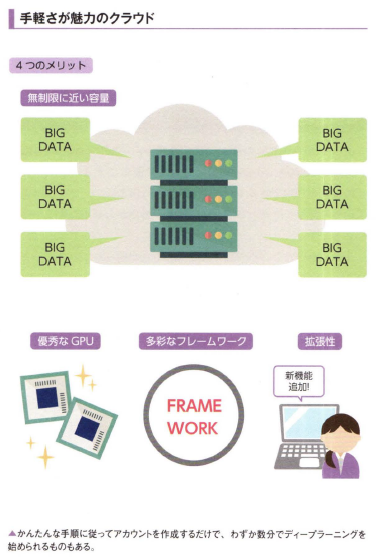 手軽さが魅力のクラウド
4つのメリット
無制限に近い容量
BIG
DATA
BIG
DATA
BIG
DATA
BIG
DATA
BIG
DATA
BIG
DATA
優秀な GPU
多彩なフレームワーク
拡張性
FRAME
WORK
新機能
追加!
▲かんたんな手順に従ってアカウントを作成するだけで、わずか数分でディープラーニングを
始められるものもある。